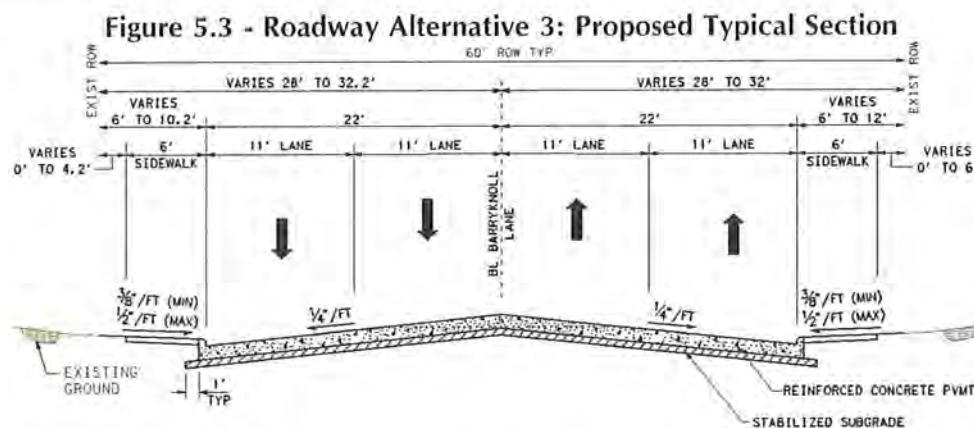 Figure 5.3 - Roadway Alternative 3: Proposed Typical Section
60' ROW TYP
EXIST ROW
EXIST ROW
VARIES 28' TO 32.2'
VARIES 28' TO 32'
VARIES
6' TO 10.2'
22'
22'
VARIES
6' TO 12'
VARIES
0' TO 4.2'
6'
SIDEWALK
11' LANE
11' LANE
11' LANE
11' LANE
6'
SIDEWALK
VARIES
0' TO 6
BL BARRYKNOLL
LANE
3/8"/FT (MIN)
1/2"/FT (MAX)
1/4"/FT
1/4"/FT
3/8"/FT (MIN)
1/2"/FT (MAX)
EXISTING
GROUND
1'
TYP
REINFORCED CONCRETE PVMT
STABILIZED SUBGRADE